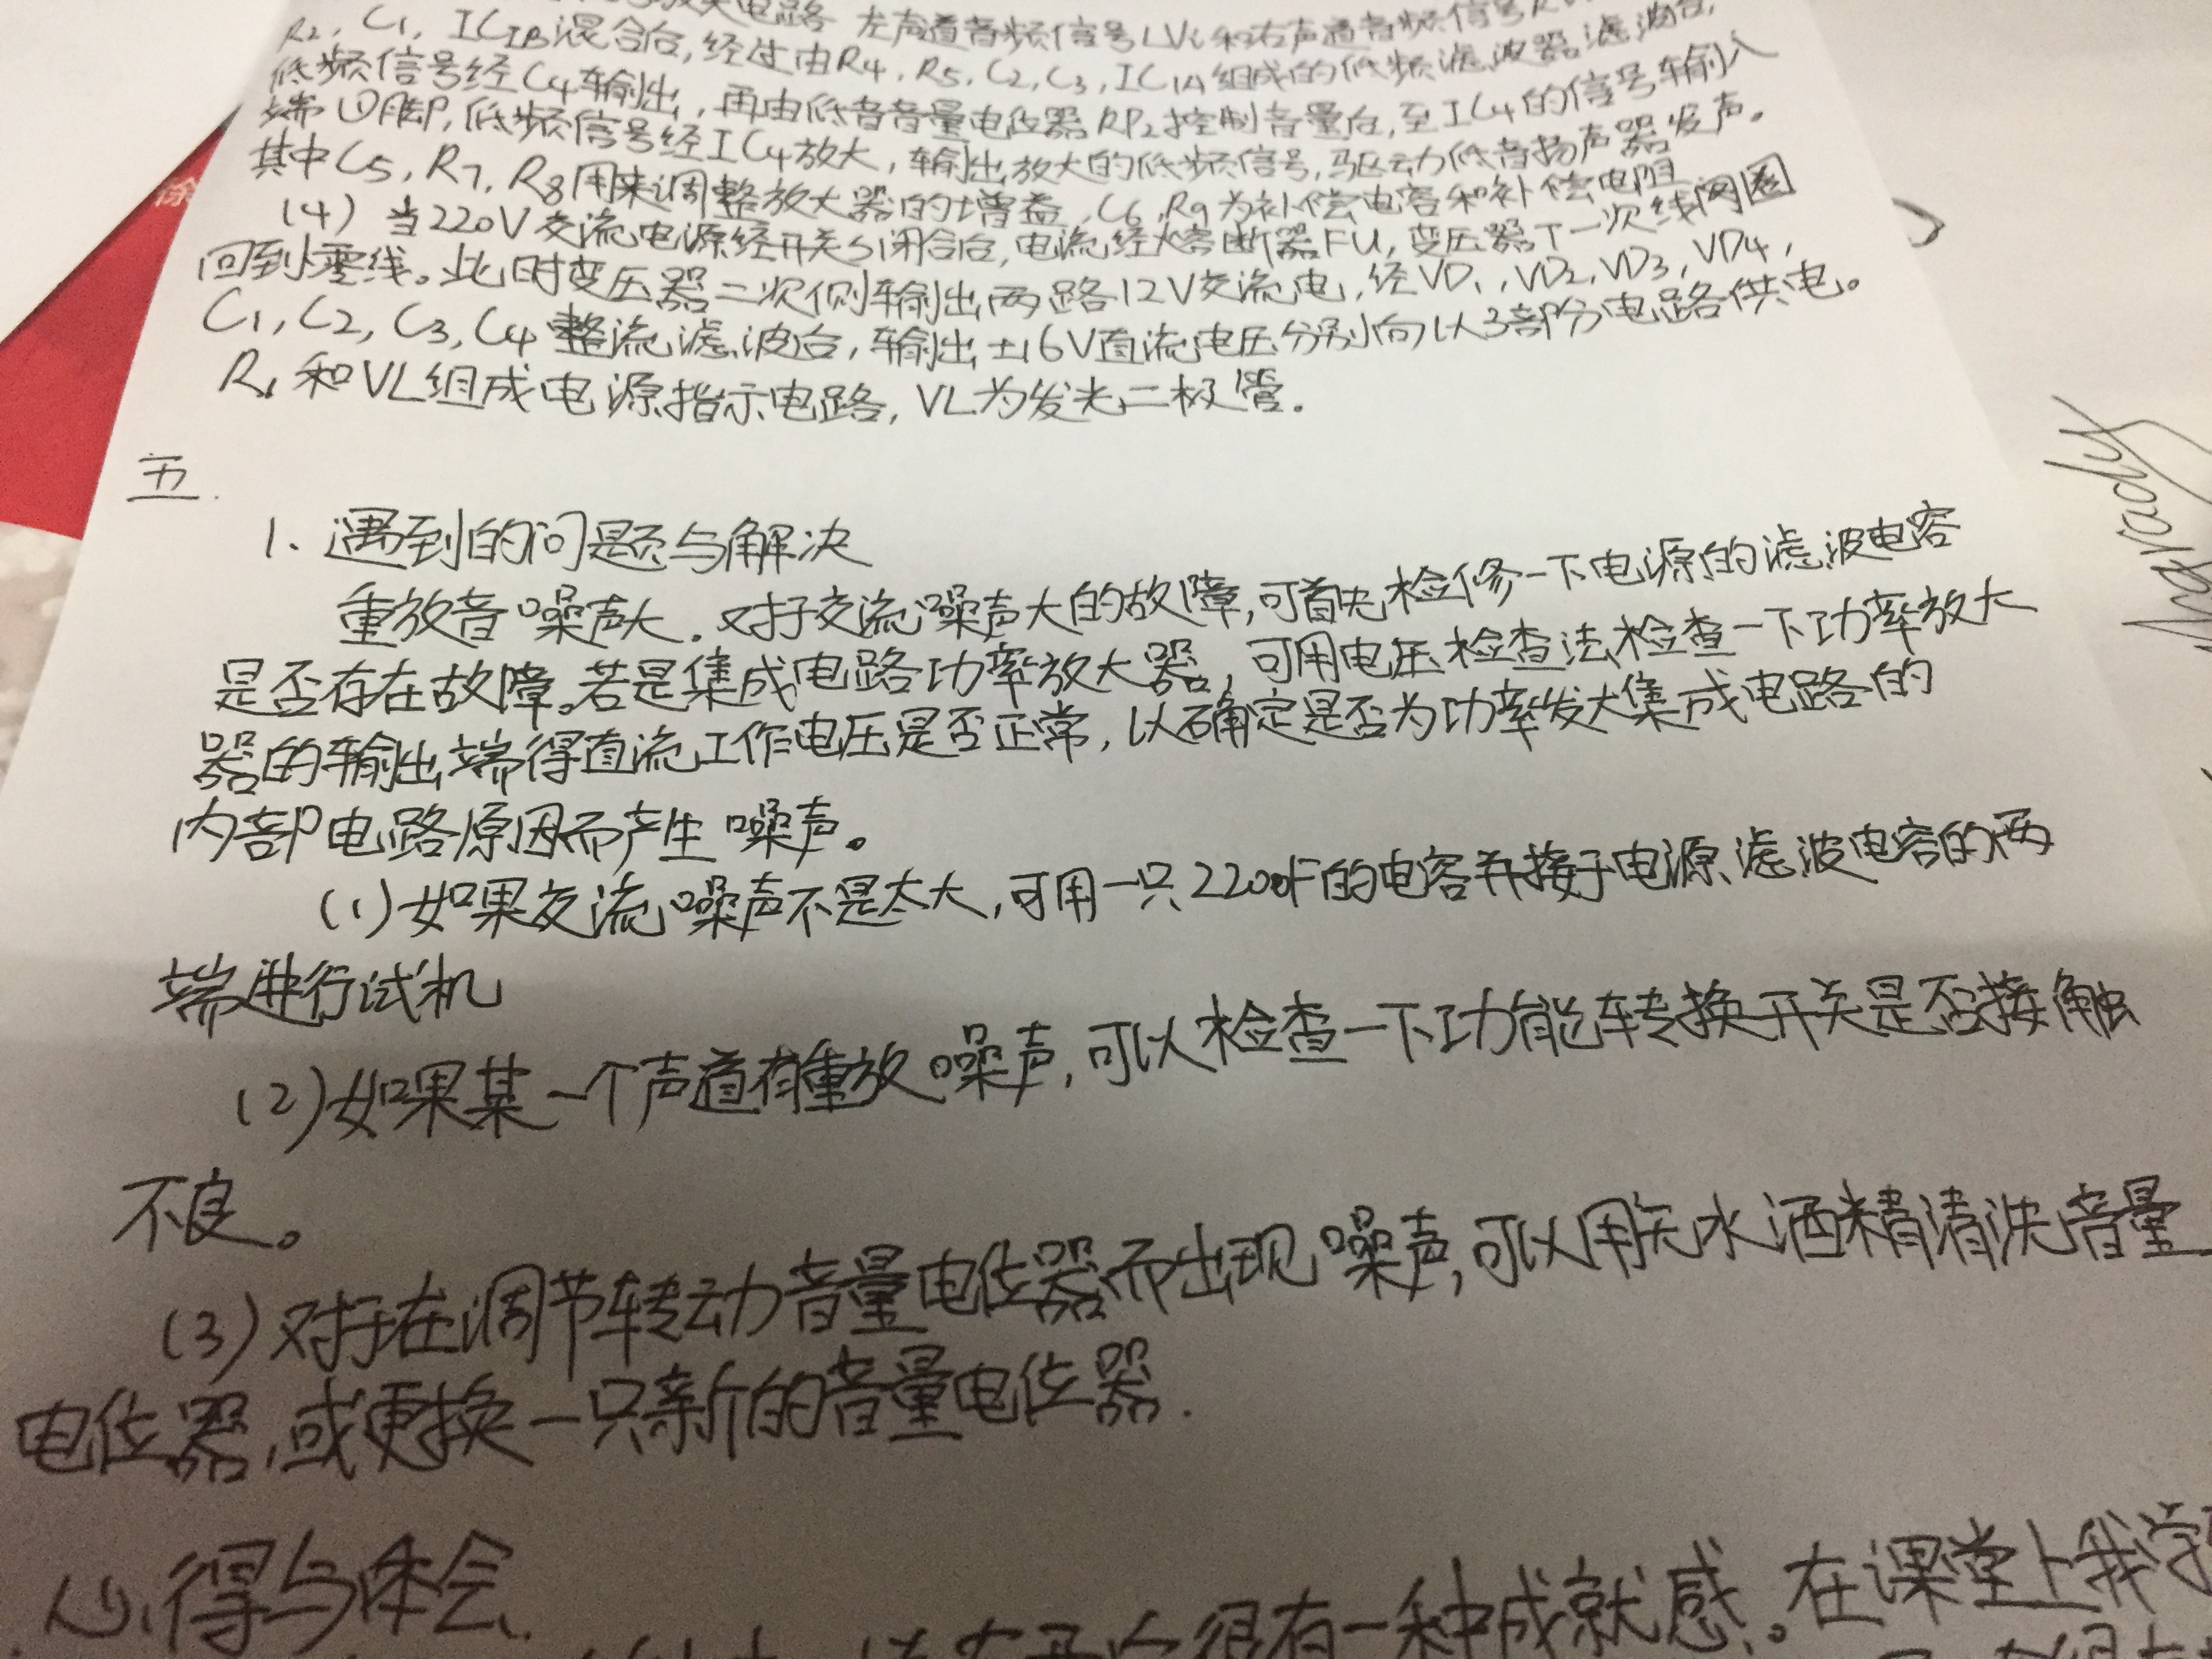 放大电路 左声道音频信号LVi和右声道音频信号R
R2, C1, IC1B混合后,经过由R4, R5, C2, C3, IC1A组成的低频滤波器滤波后,
低频信号经C4输出,再由低音音量电位器RP2控制音量后,至IC4的信号输入
端①脚,低频信号经IC4放大,输出放大的低频信号,驱动低音扬声器发声。
其中C5, R7, R8用来调整放大器的增益, C6, R9为补偿电容和补偿电阻
(4) 当220V交流电源经开关S1闭合后,电流经熔断器FU,变压器T一次线圈
回到零线。此时变压器二次侧输出两路12V交流电,经VD1, VD2, VD3, VD4,
C1, C2, C3, C4整流滤波后,输出±16V直流电压分别向以3部分电路供电。
R1和VL组成电源指示电路, VL为发光二极管.
五.
1、遇到的问题与解决
重放音噪声大.对于交流噪声大的故障,可首先检修一下电源的滤波电容
是否存在故障。若是集成电路功率放大器,可用电压检查法检查一下功率放大
器的输出端得直流工作电压是否正常,以确定是否为功率发大集成电路的
内部电路原因而产生噪声。
(1)如果交流噪声不是太大,可用一只2200F的电容并接于电源滤波电容的两
端进行试机
(2)如果某一个声道有重放噪声,可以检查一下功能转换开关是否接触
不良。
(3)对于在调节转动音量电位器而出现噪声,可以用无水酒精清洗音量
电位器,或更换一只新的音量电位器.
心得与体会
很有一种成就感。在课堂上我学